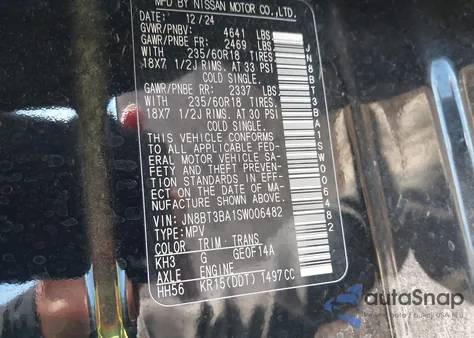 MFD BY NISSAN MOTOR CO.,LTD.
DATE: 12/24
GVWR/PNBV: 4641 LBS
GAWR/PNBE FR: 2469 LBS
WITH 235/60R18 TIRES,
18X7 1/2J RIMS, AT 33 PSI
COLD SINGLE.
GAWR/PNBE RR: 2337 LBS
WITH 235/60R18 TIRES,
18X7 1/2J RIMS, AT 30 PSI
COLD SINGLE.
THIS VEHICLE CONFORMS
TO ALL APPLICABLE FED-
ERAL MOTOR VEHICLE SA-
FETY AND THEFT PREVEN-
TION STANDARDS IN EFF-
ECT ON THE DATE OF MA-
NUFACTURE SHOWN ABOVE.
VIN: JN8BT3BA1SW006482
TYPE: MPV
COLOR TRIM TRANS
KH3 G GE0F14A
AXLE ENGINE
HH56 KR15(DDT) 1497CC
JN8BT3BA1SW006482
autoSnap